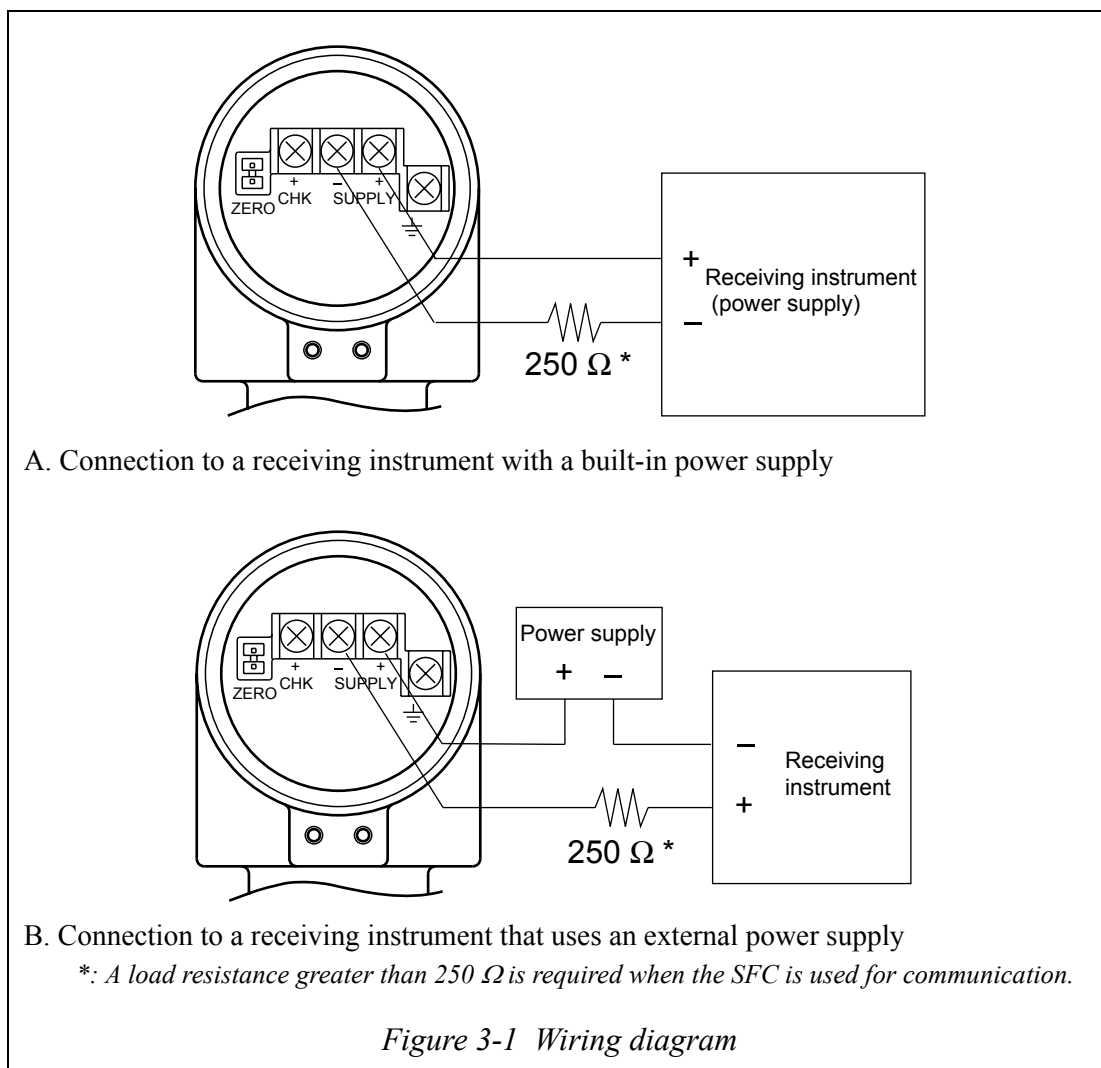 + − +
ZERO CHK SUPPLY
+
Receiving instrument
(power supply)
−
250 Ω *
A. Connection to a receiving instrument with a built-in power supply
Power supply
+ −
+ − +
ZERO CHK SUPPLY
−
Receiving
instrument
+
250 Ω *
B. Connection to a receiving instrument that uses an external power supply
*: A load resistance greater than 250 Ω is required when the SFC is used for communication.
Figure 3-1 Wiring diagram